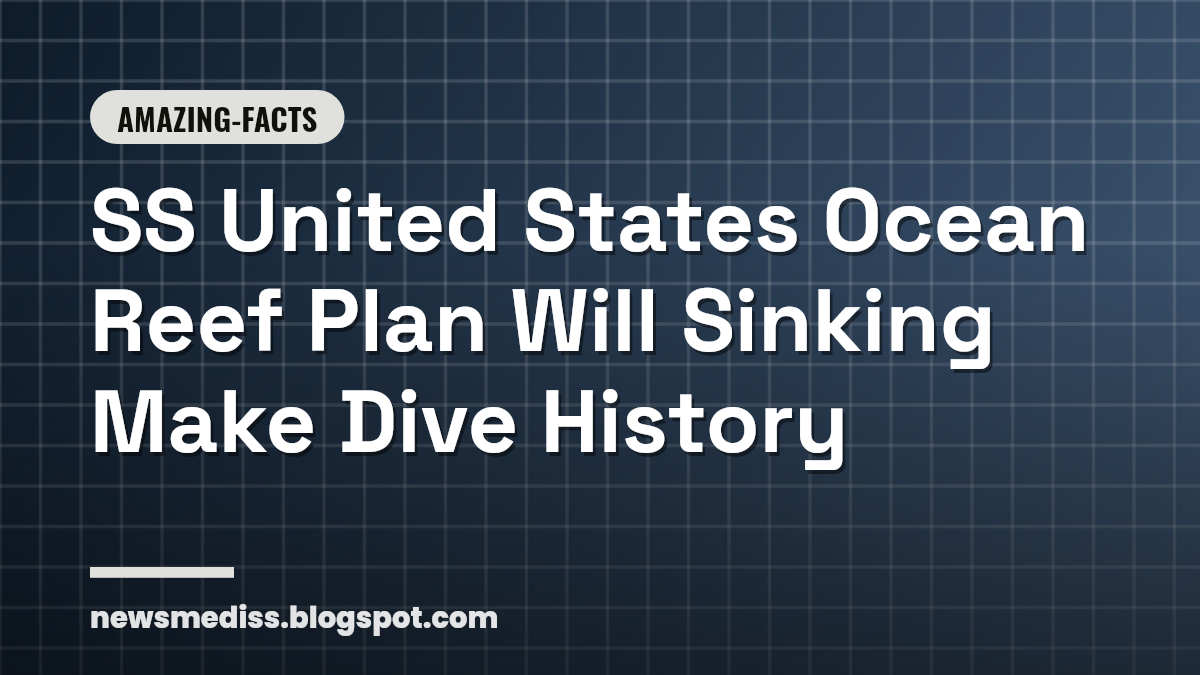 AMAZING-FACTS
SS United States Ocean
Reef Plan Will Sinking
Make Dive History
newsmediss.blogspot.com